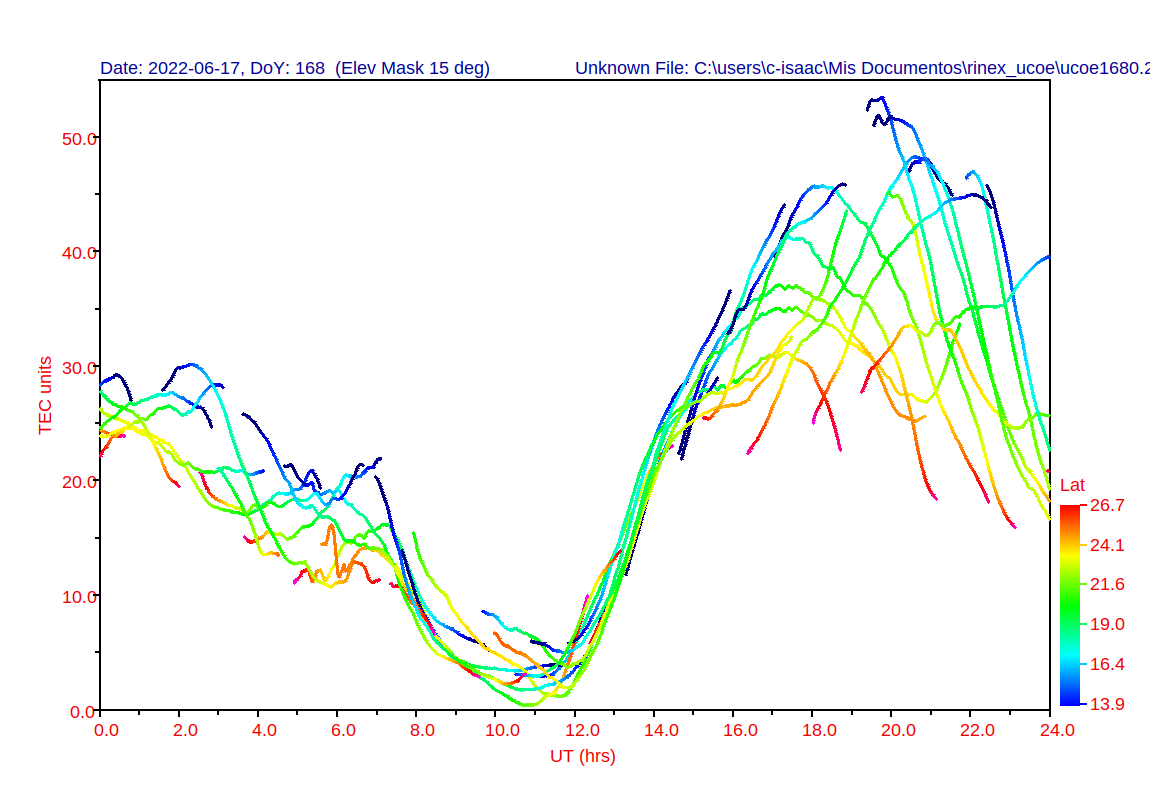 Date: 2022-06-17, DoY: 168  (Elev Mask 15 deg)
Unknown File: C:\users\c-isaac\Mis Documentos\rinex_ucoe\ucoe1680.2
50.0
40.0
30.0
20.0
10.0
0.0
TEC units
0.0 2.0 4.0 6.0 8.0 10.0 12.0 14.0 16.0 18.0 20.0 22.0 24.0
UT (hrs)
Lat
26.7
24.1
21.6
19.0
16.4
13.9